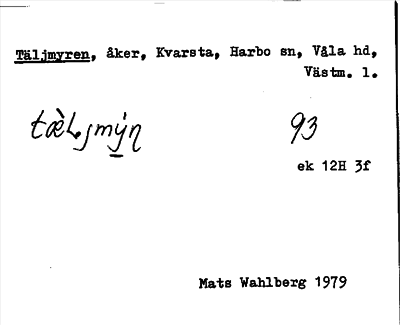 Täljmyren, åker, Kvarsta, Harbo sn, Våla hd,
Västm. l.
93
ek 12H 3f
Mats Wahlberg 1979